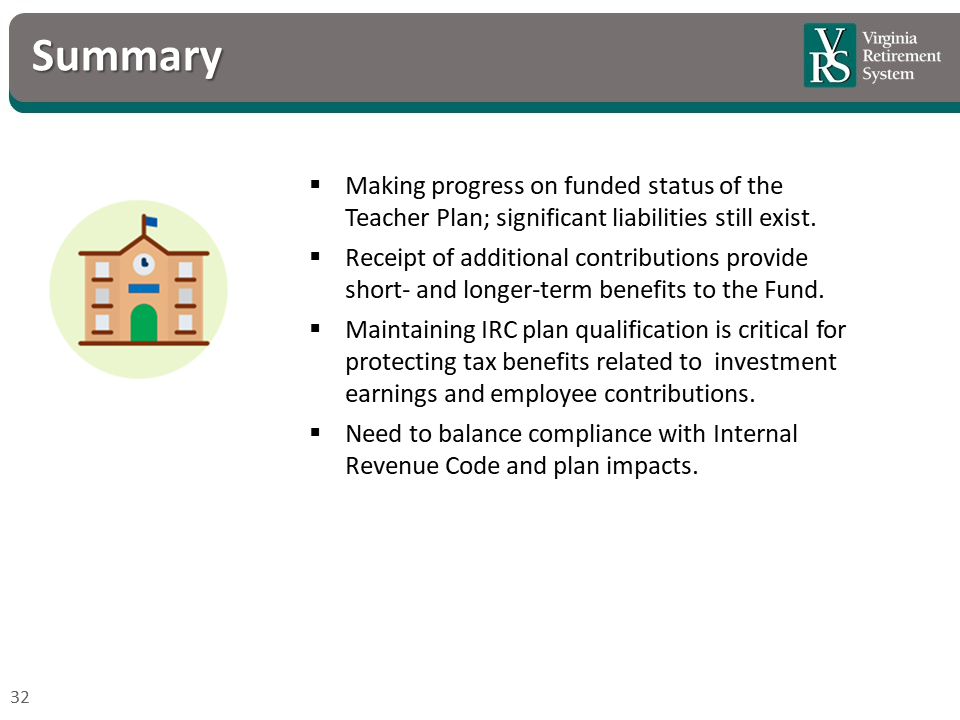 Summary
VRS
Virginia
Retirement
System
▪ Making progress on funded status of the
Teacher Plan; significant liabilities still exist.
▪ Receipt of additional contributions provide
short- and longer-term benefits to the Fund.
▪ Maintaining IRC plan qualification is critical for
protecting tax benefits related to  investment
earnings and employee contributions.
▪ Need to balance compliance with Internal
Revenue Code and plan impacts.
32